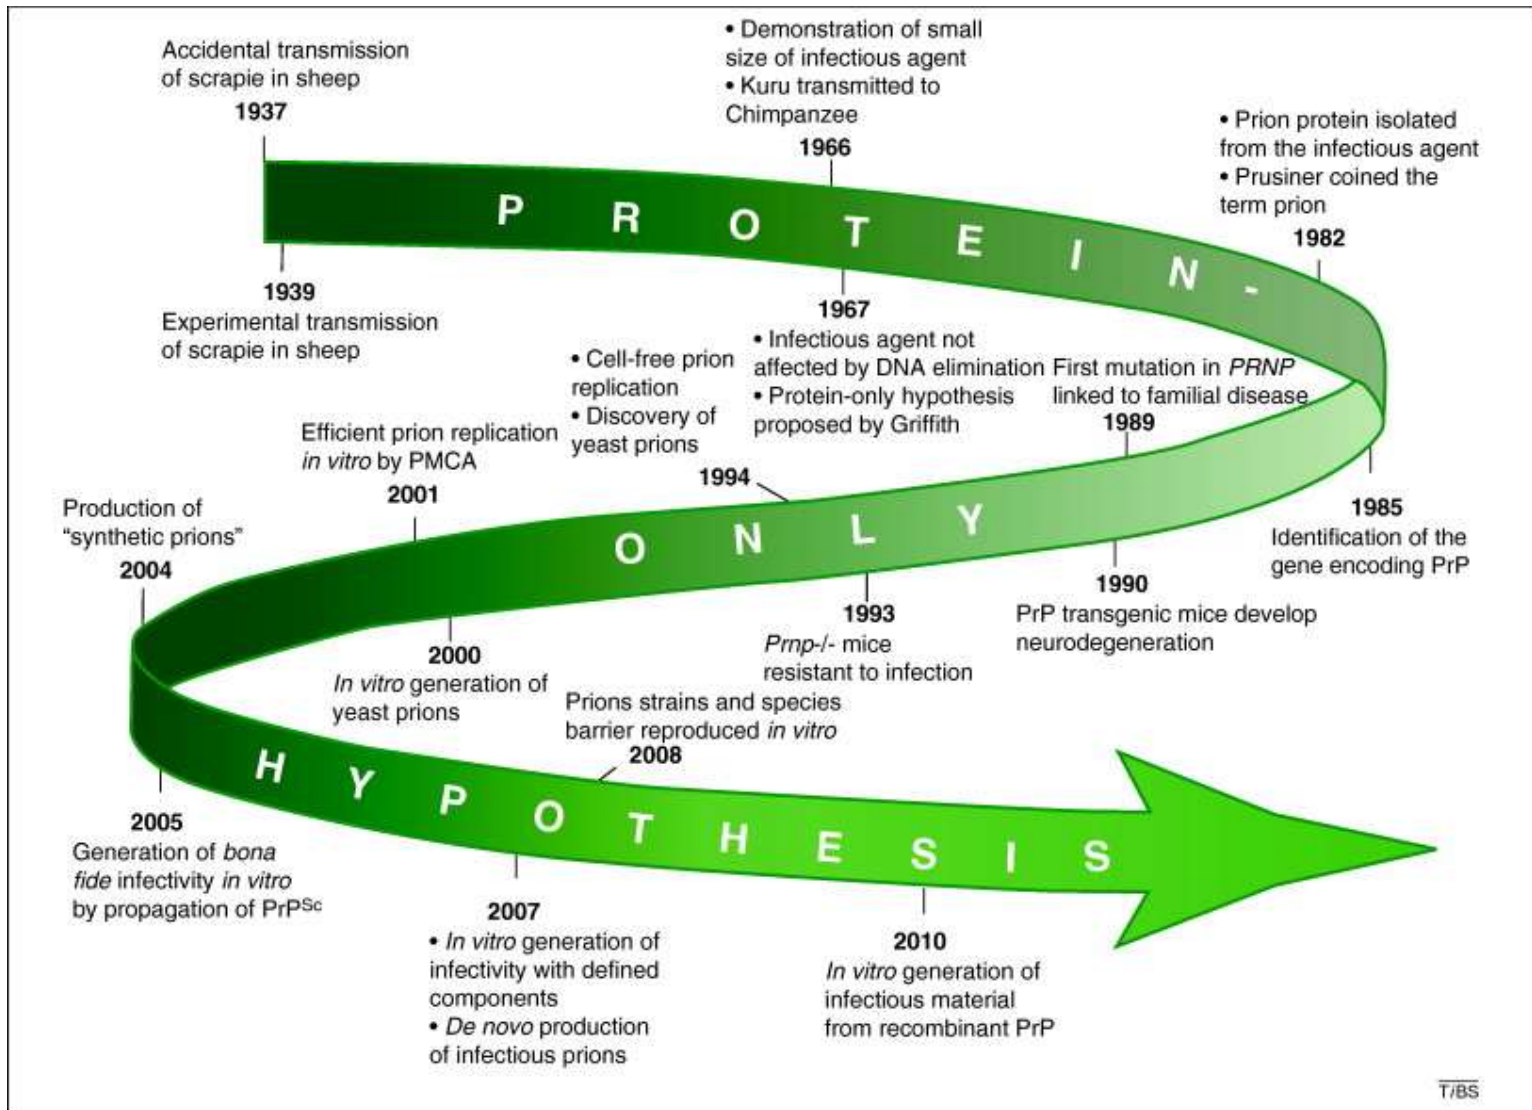 Accidental transmission
of scrapie in sheep
1937
• Demonstration of small
size of infectious agent
• Kuru transmitted to
Chimpanzee
1966
• Prion protein isolated
from the infectious agent
• Prusiner coined the
term prion
1982
PROTEIN-
1939
Experimental transmission
of scrapie in sheep
1967
• Infectious agent not
affected by DNA elimination
• Protein-only hypothesis
proposed by Griffith
First mutation in PRNP
linked to familial disease
1989
1985
Identification of the
gene encoding PrP
• Cell-free prion
replication
• Discovery of
yeast prions
1994
Efficient prion replication
in vitro by PMCA
2001
Production of
“synthetic prions”
2004
ONLY
1990
PrP transgenic mice develop
neurodegeneration
1993
Prnp-/- mice
resistant to infection
2000
In vitro generation of
yeast prions
Prions strains and species
barrier reproduced in vitro
2008
HYPOTHESIS
2005
Generation of bona
fide infectivity in vitro
by propagation of PrPSc
2007
• In vitro generation of
infectivity with defined
components
• De novo production
of infectious prions
2010
In vitro generation of
infectious material
from recombinant PrP
TiBS